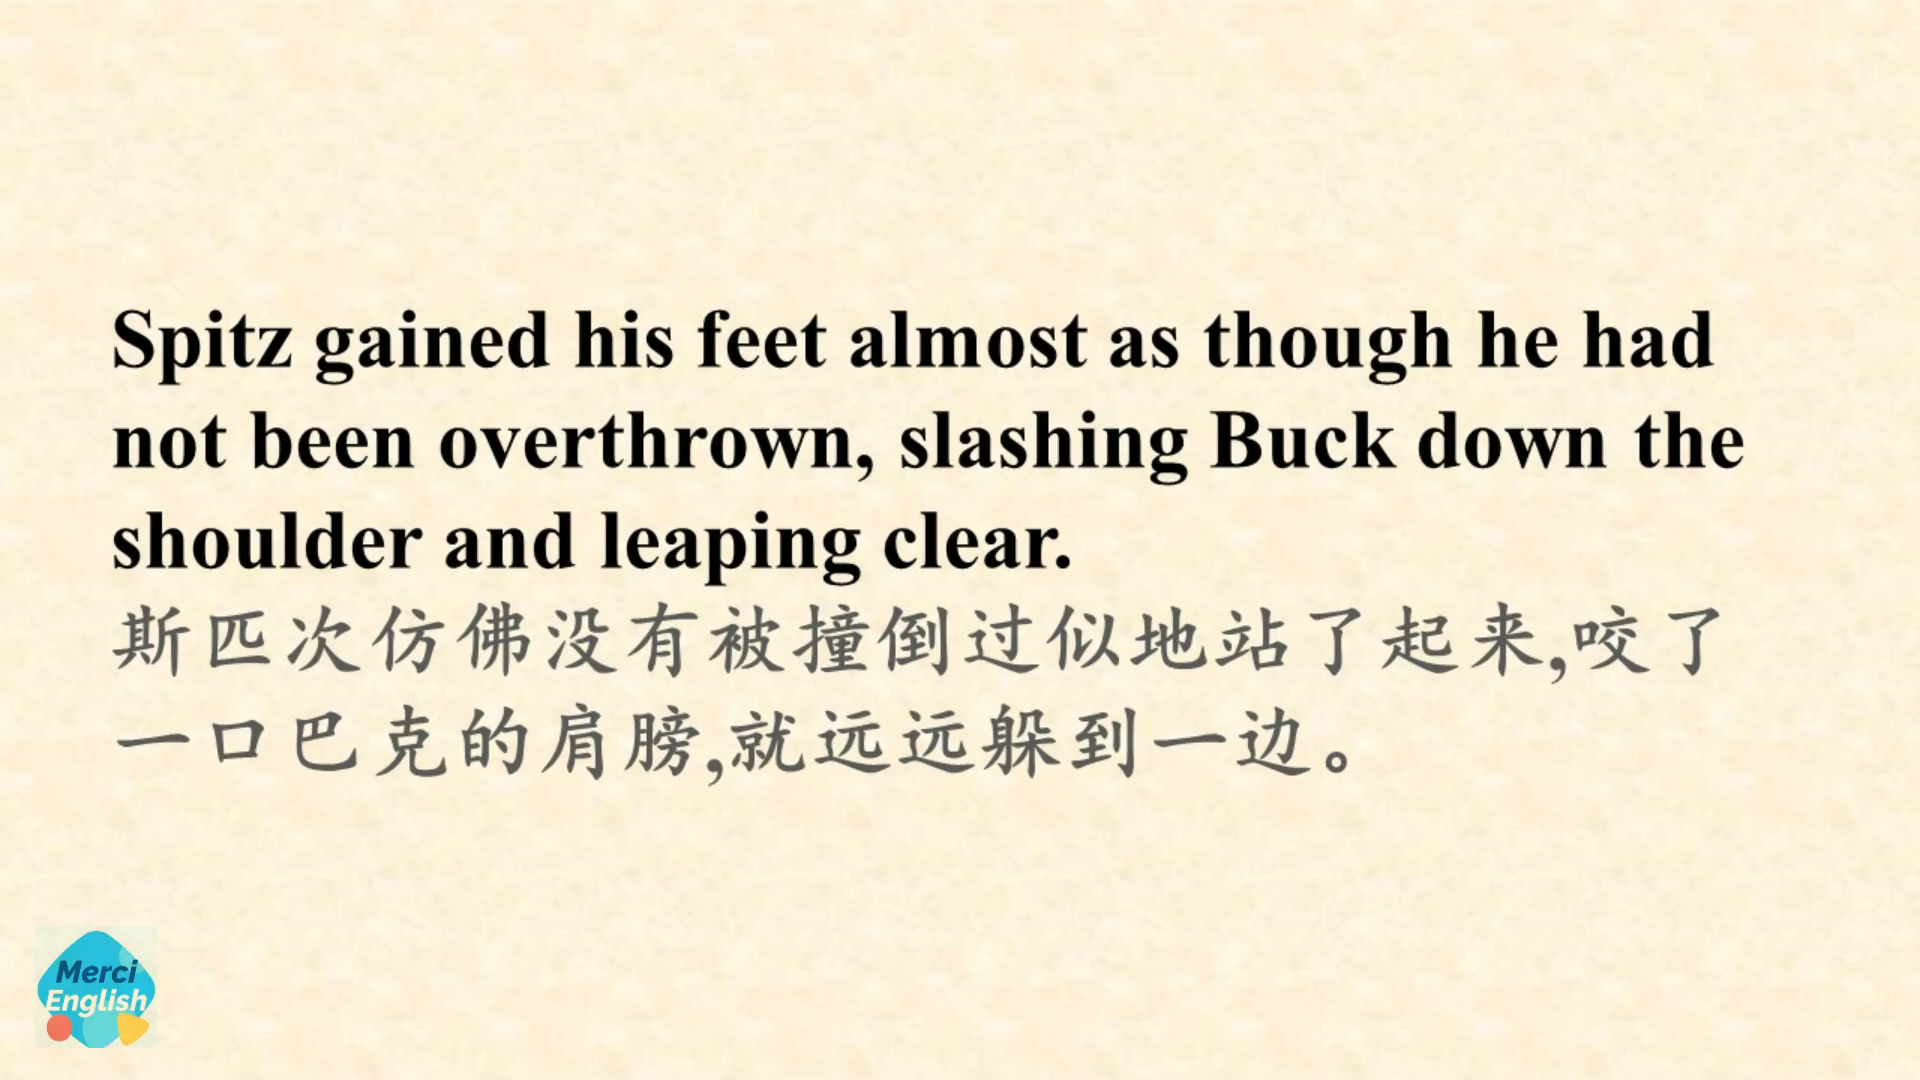 Spitz gained his feet almost as though he had
not been overthrown, slashing Buck down the
shoulder and leaping clear.
斯匹次仿佛没有被撞倒过似地站了起来,咬了
一口巴克的肩膀,就远远躲到一边。
Merci
English